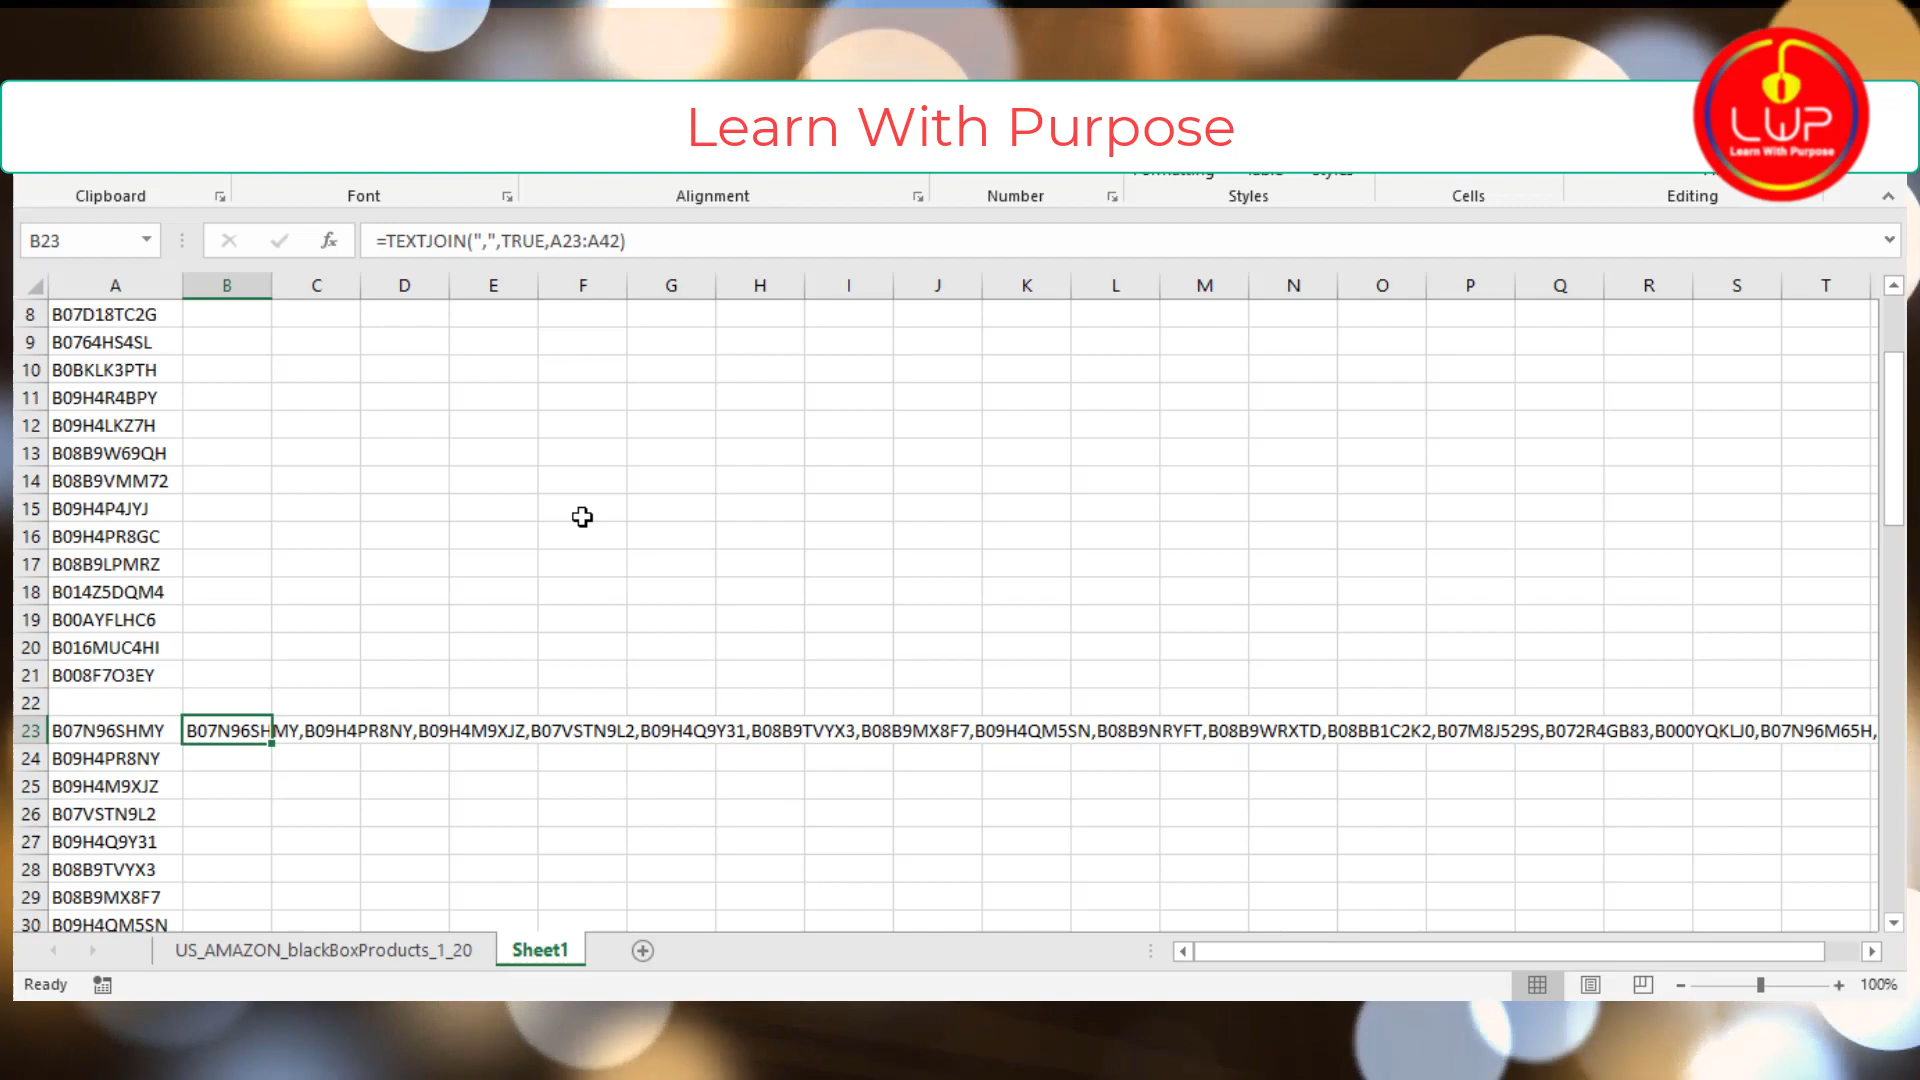 Learn With Purpose
LWP
Learn With Purpose
Clipboard Font Alignment Number Styles Cells Editing
B23 fx =TEXTJOIN(",",TRUE,A23:A42)
A B C D E F G H I J K L M N O P Q R S T
8 B07D18TC2G
9 B0764HS4SL
10 B0BKLK3PTH
11 B09H4R4BPY
12 B09H4LKZ7H
13 B08B9W69QH
14 B08B9VMM72
15 B09H4P4JYJ
16 B09H4PR8GC
17 B08B9LPMRZ
18 B014Z5DQM4
19 B00AYFLHC6
20 B016MUC4HI
21 B008F7O3EY
22
23 B07N96SHMY B07N96SHMY,B09H4PR8NY,B09H4M9XJZ,B07VSTN9L2,B09H4Q9Y31,B08B9TVYX3,B08B9MX8F7,B09H4QM5SN,B08B9NRYFT,B08B9WRXTD,B08BB1C2K2,B07M8J529S,B072R4GB83,B000YQKLJ0,B07N96M65H,
24 B09H4PR8NY
25 B09H4M9XJZ
26 B07VSTN9L2
27 B09H4Q9Y31
28 B08B9TVYX3
29 B08B9MX8F7
30 B09H4QM5SN
US_AMAZON_blackBoxProducts_1_20 Sheet1
Ready 100%